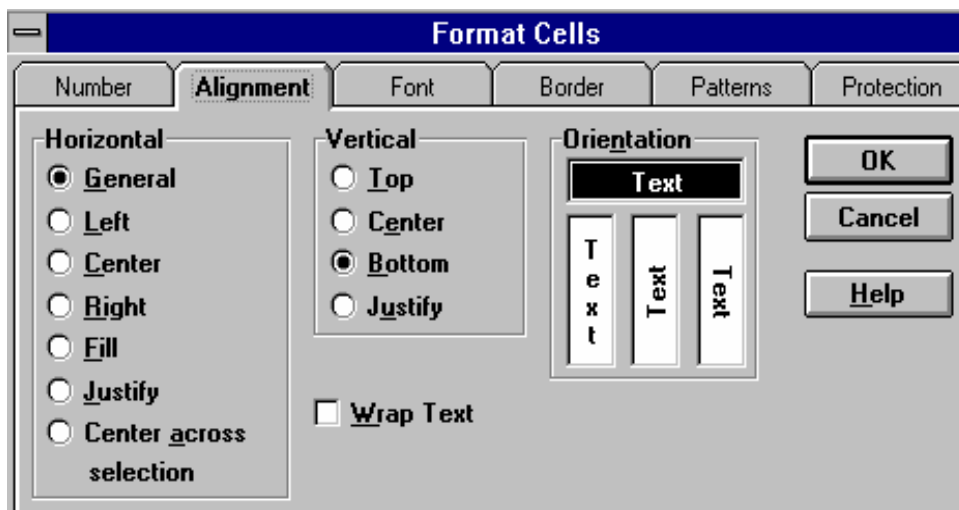 Format Cells
Number
Alignment
Font
Border
Patterns
Protection
Horizontal
General
Left
Center
Right
Fill
Justify
Center across
selection
Vertical
Top
Center
Bottom
Justify
Wrap Text
Orientation
Text
Text
Text
Text
OK
Cancel
Help